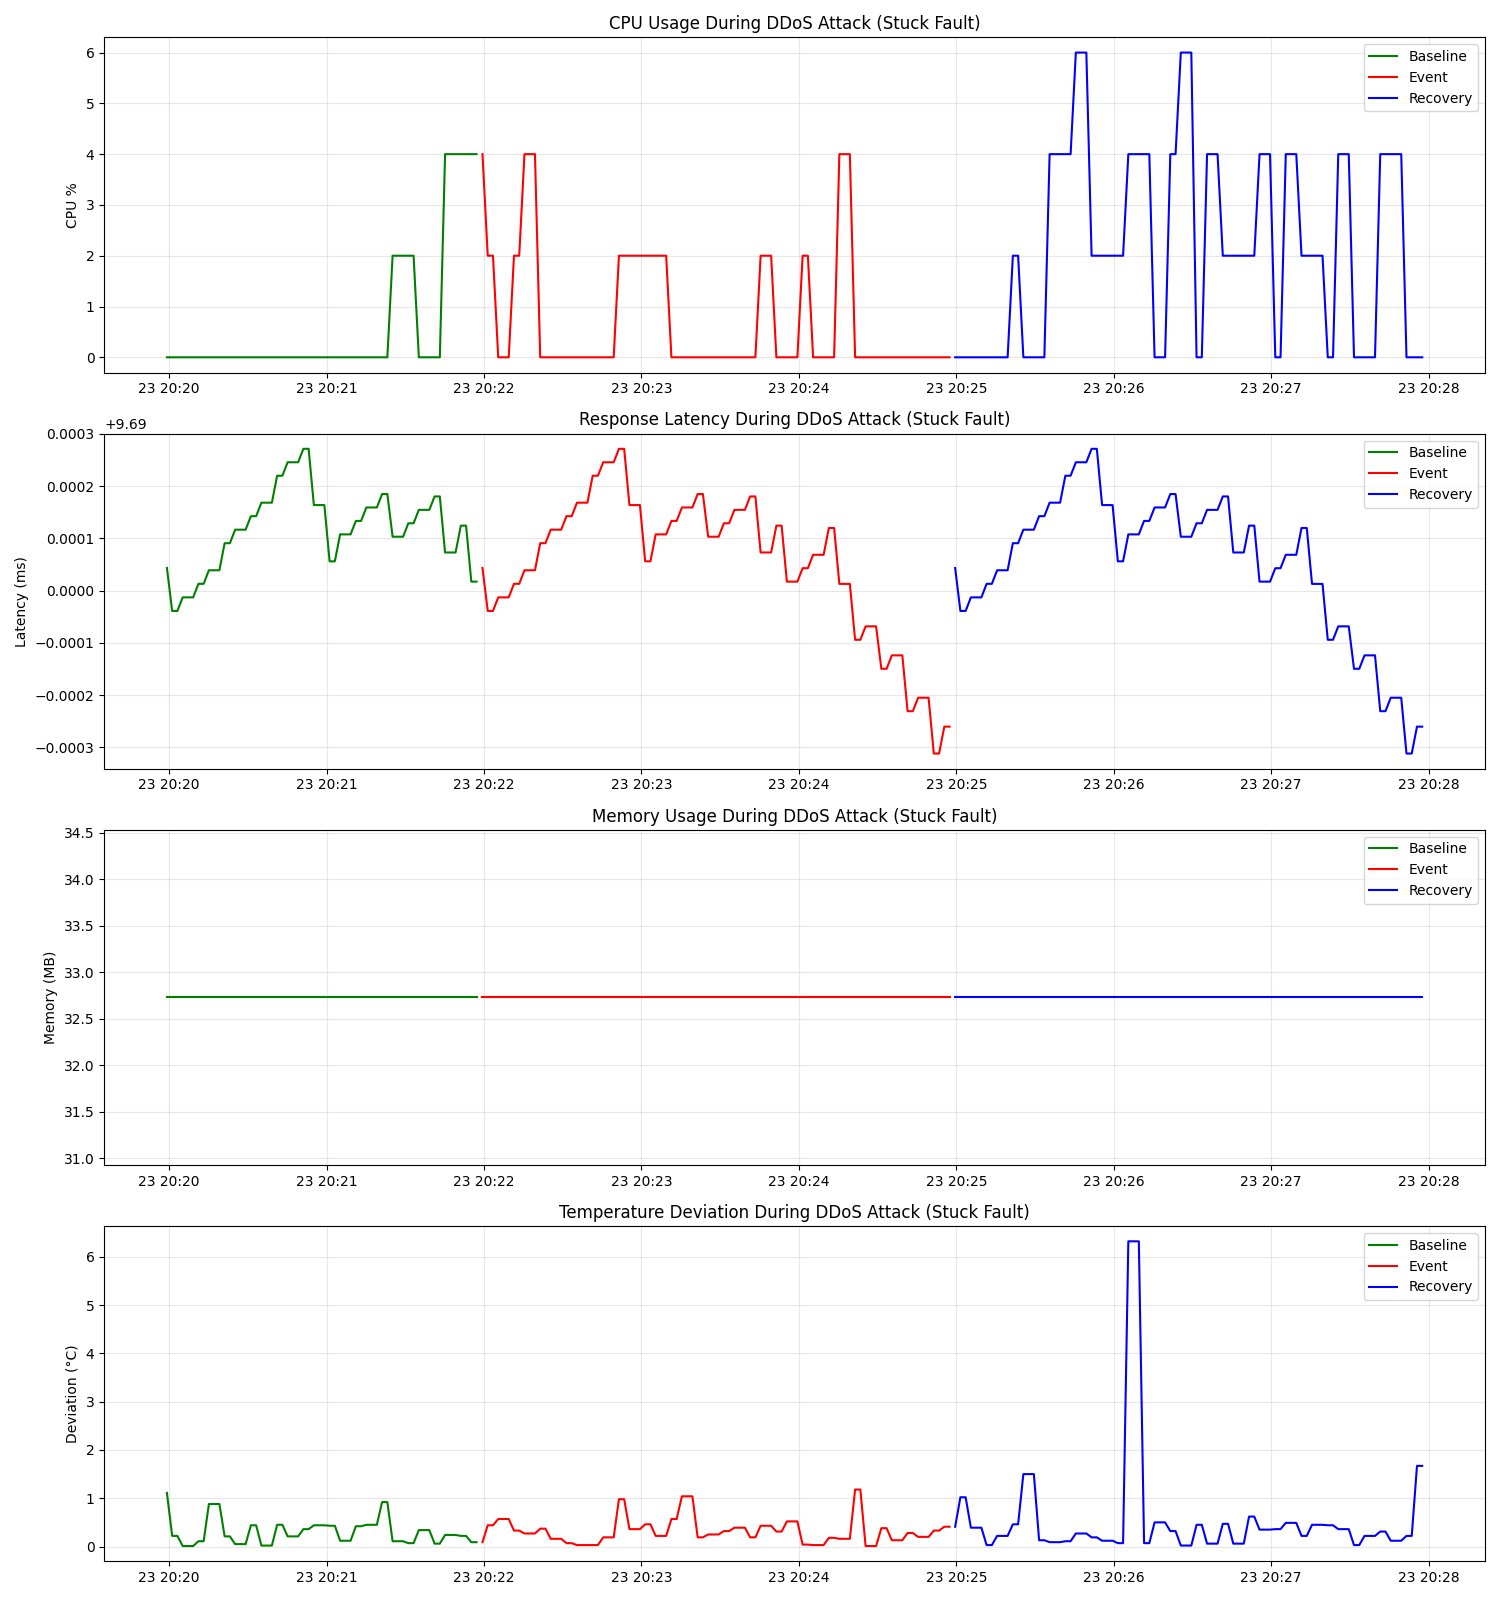 CPU Usage During DDoS Attack (Stuck Fault)
CPU %
6
5
4
3
2
1
0
Baseline
Event
Recovery
23 20:20 23 20:21 23 20:22 23 20:23 23 20:24 23 20:25 23 20:26 23 20:27 23 20:28
Response Latency During DDoS Attack (Stuck Fault)
+9.69
Latency (ms)
0.0003
0.0002
0.0001
0.0000
−0.0001
−0.0002
−0.0003
Baseline
Event
Recovery
23 20:20 23 20:21 23 20:22 23 20:23 23 20:24 23 20:25 23 20:26 23 20:27 23 20:28
Memory Usage During DDoS Attack (Stuck Fault)
Memory (MB)
34.5
34.0
33.5
33.0
32.5
32.0
31.5
31.0
Baseline
Event
Recovery
23 20:20 23 20:21 23 20:22 23 20:23 23 20:24 23 20:25 23 20:26 23 20:27 23 20:28
Temperature Deviation During DDoS Attack (Stuck Fault)
Deviation (°C)
6
5
4
3
2
1
0
Baseline
Event
Recovery
23 20:20 23 20:21 23 20:22 23 20:23 23 20:24 23 20:25 23 20:26 23 20:27 23 20:28